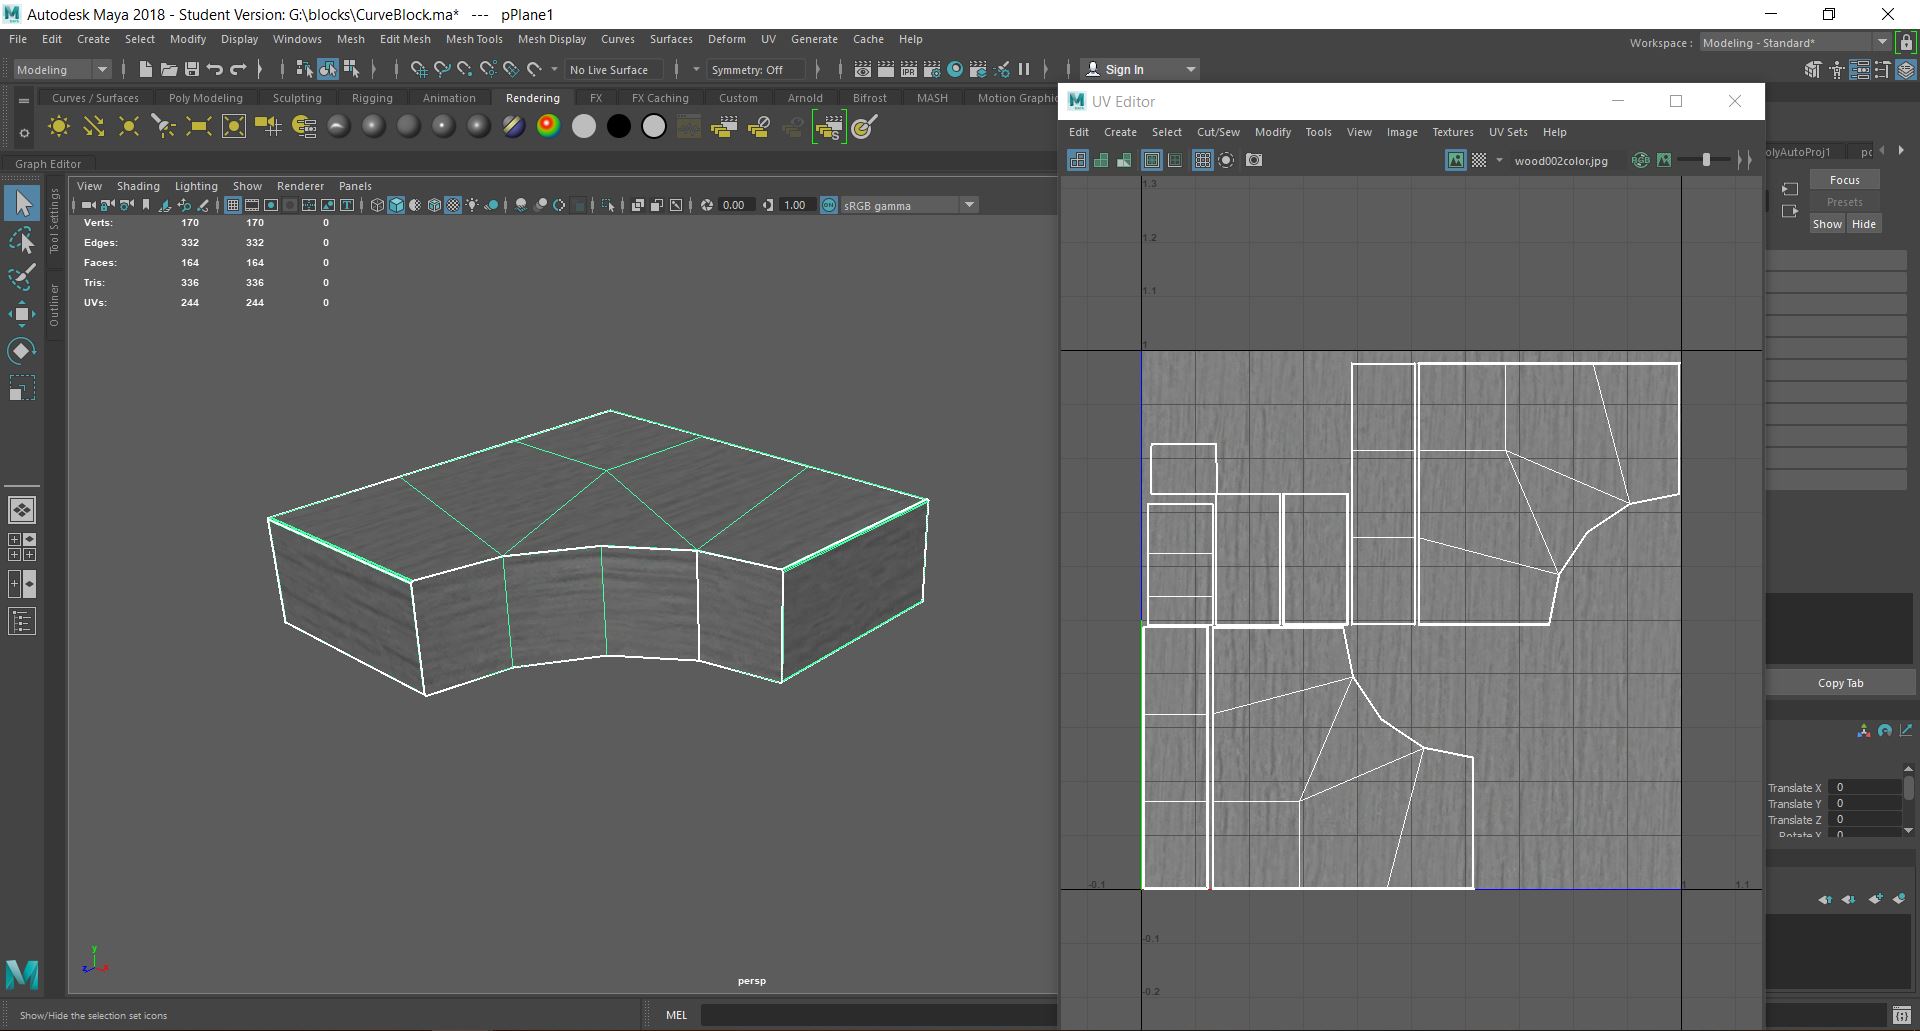 Autodesk Maya 2018 - Student Version: G:\blocks\CurveBlock.ma* --- pPlane1
File Edit Create Select Modify Display Windows Mesh Edit Mesh Mesh Tools Mesh Display Curves Surfaces Deform UV Generate Cache Help
Workspace : Modeling - Standard*
Modeling No Live Surface Symmetry: Off IPR Sign In
Curves / Surfaces Poly Modeling Sculpting Rigging Animation Rendering FX FX Caching Custom Arnold Bifrost MASH Motion Graphi
Graph Editor
View Shading Lighting Show Renderer Panels
0.00 1.00 ON sRGB gamma
Tool Settings
Outliner
Verts: 170 170 0
Edges: 332 332 0
Faces: 164 164 0
Tris: 336 336 0
UVs: 244 244 0
y
z x
persp
UV Editor
Edit Create Select Cut/Sew Modify Tools View Image Textures UV Sets Help
wood002color.jpg RGB
1.3
1.2
1.1
1
-0.1 1 1.1
-0.1
-0.2
olyAutoProj1 pc
Focus
Presets
Show Hide
Copy Tab
Translate X 0
Translate Y 0
Translate Z 0
Rotate X 0
Show/Hide the selection set icons
MEL